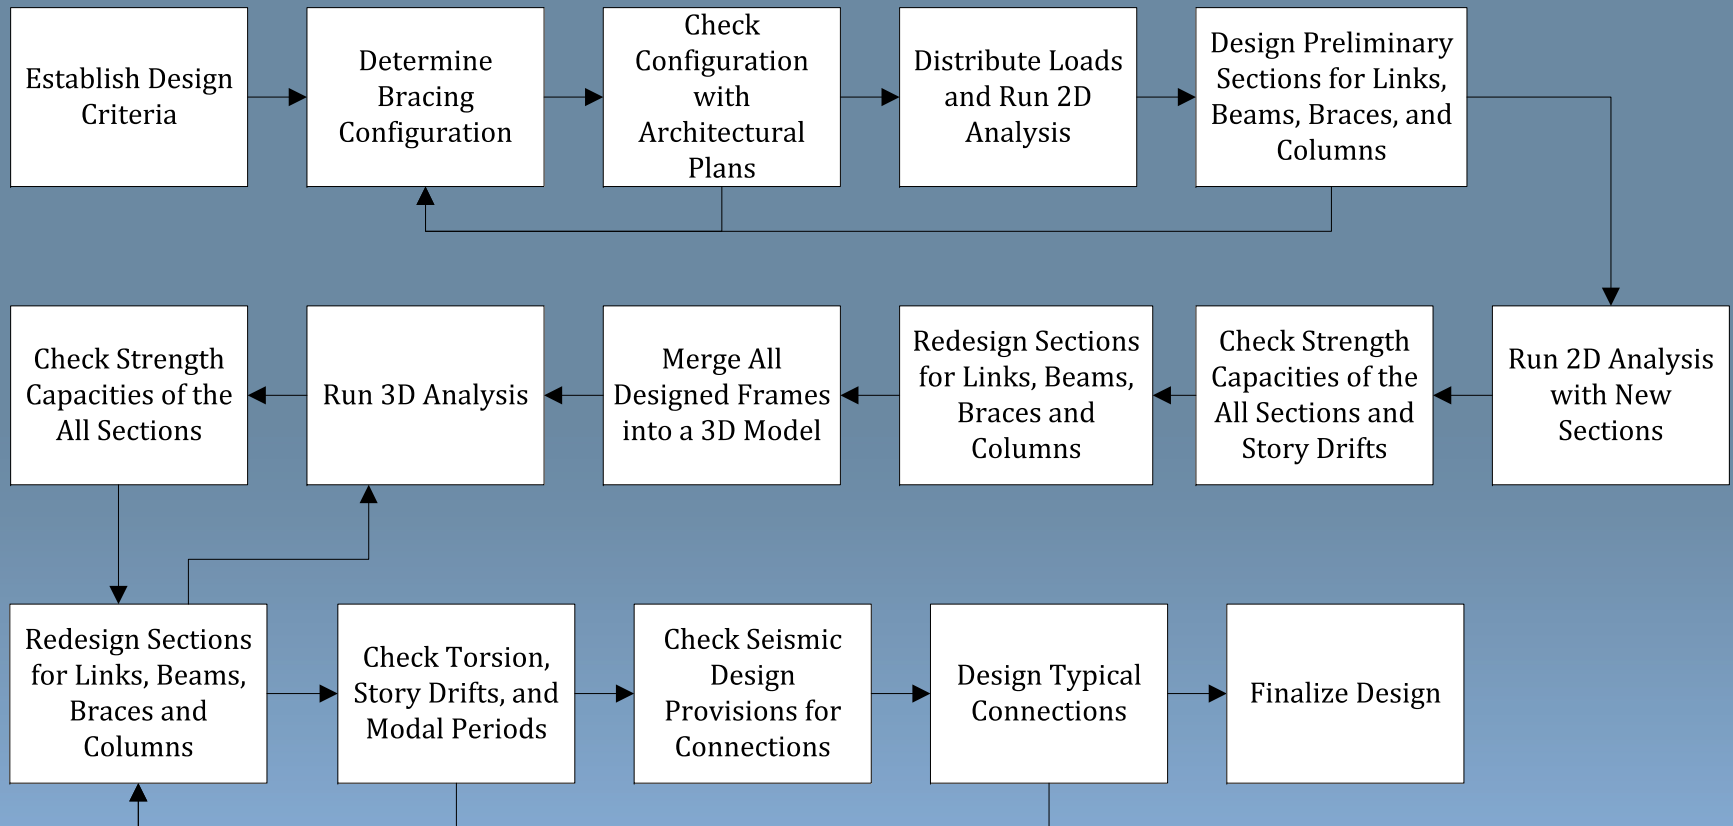 Establish Design
Criteria
Determine
Bracing
Configuration
Check
Configuration
with
Architectural
Plans
Distribute Loads
and Run 2D
Analysis
Design Preliminary
Sections for Links,
Beams, Braces, and
Columns
Run 2D Analysis
with New
Sections
Check Strength
Capacities of the
All Sections and
Story Drifts
Redesign Sections
for Links, Beams,
Braces and
Columns
Merge All
Designed Frames
into a 3D Model
Run 3D Analysis
Check Strength
Capacities of the
All Sections
Redesign Sections
for Links, Beams,
Braces and
Columns
Check Torsion,
Story Drifts, and
Modal Periods
Check Seismic
Design
Provisions for
Connections
Design Typical
Connections
Finalize Design